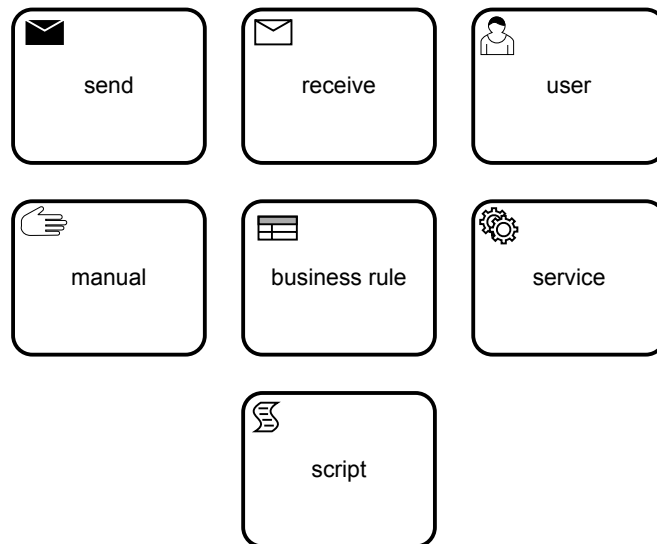 send
receive
user
manual
business rule
service
script